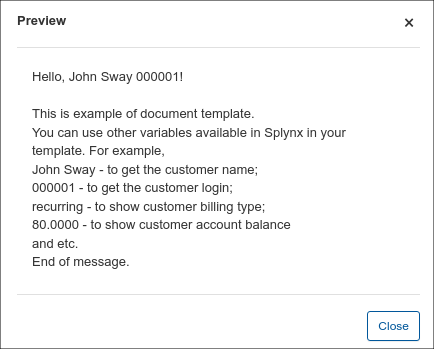 Preview
×
Hello, John Sway 000001!
This is example of document template.
You can use other variables available in Splynx in your
template. For example,
John Sway - to get the customer name;
000001 - to get the customer login;
recurring - to show customer billing type;
80.0000 - to show customer account balance
and etc.
End of message.
Close